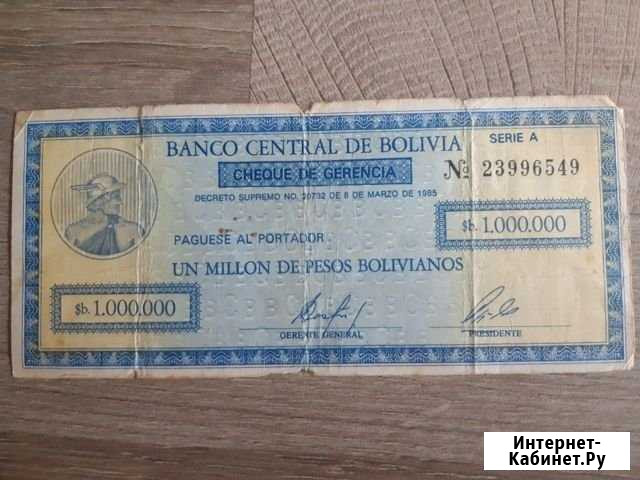 BANCO CENTRAL DE BOLIVIA
SERIE A
CHEQUE DE GERENCIA
№ 23996549
DECRETO SUPREMO NO. 20732 DE 8 DE MARZO DE 1985
$b. 1.000.000
PAGUESE AL PORTADOR
UN MILLON DE PESOS BOLIVIANOS
$b. 1.000.000
GERENTE GENERAL
PRESIDENTE
Интернет-
Кабинет.Ру